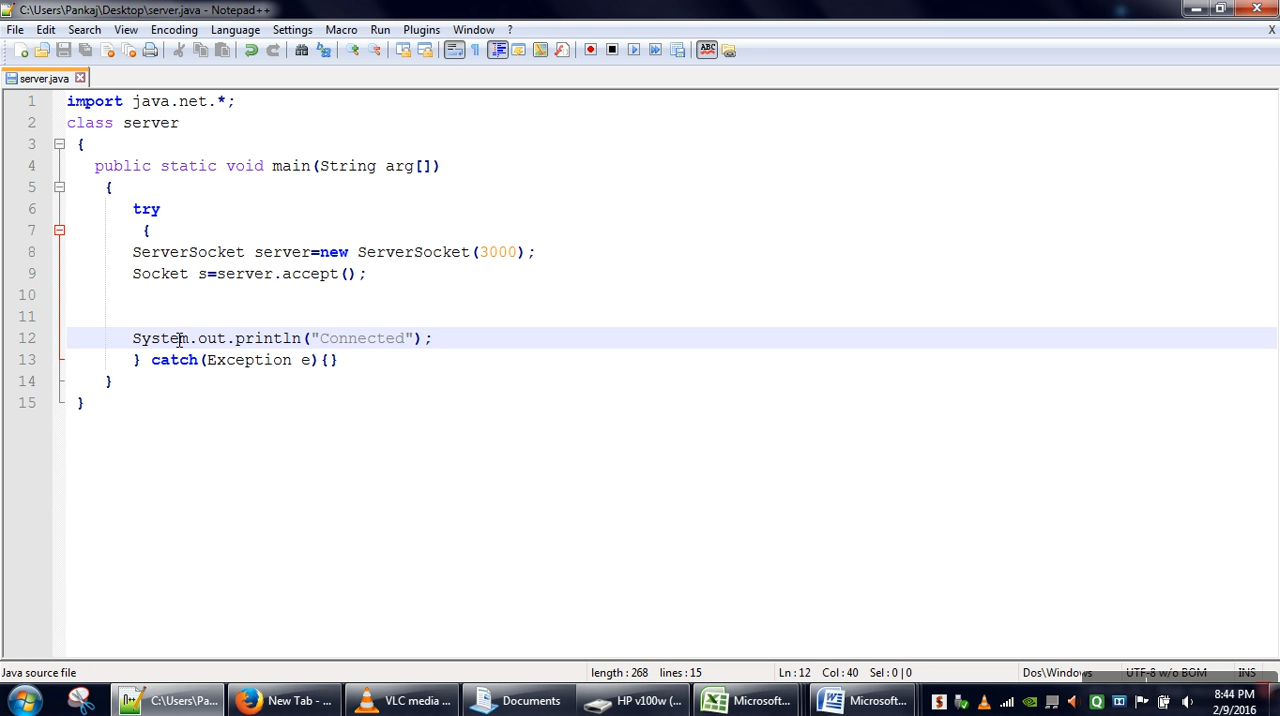 C:\Users\Pankaj\Desktop\server.java - Notepad++
File Edit Search View Encoding Language Settings Macro Run Plugins Window ? X
ABC
server.java
1 import java.net.*;
2 class server
3 {
4 public static void main(String arg[])
5 {
6 try
7 {
8 ServerSocket server=new ServerSocket(3000);
9 Socket s=server.accept();
10
11
12 System.out.println("Connected");
13 } catch(Exception e){}
14 }
15 }
Java source file length : 268 lines : 15 Ln : 12 Col : 40 Sel : 0 | 0 Dos\Windows UTF-8 w/o BOM INS
C:\Users\Pa... New Tab - ... VLC media ... Documents HP v100w (... Microsoft... Microsoft... 8:44 PM
2/9/2016